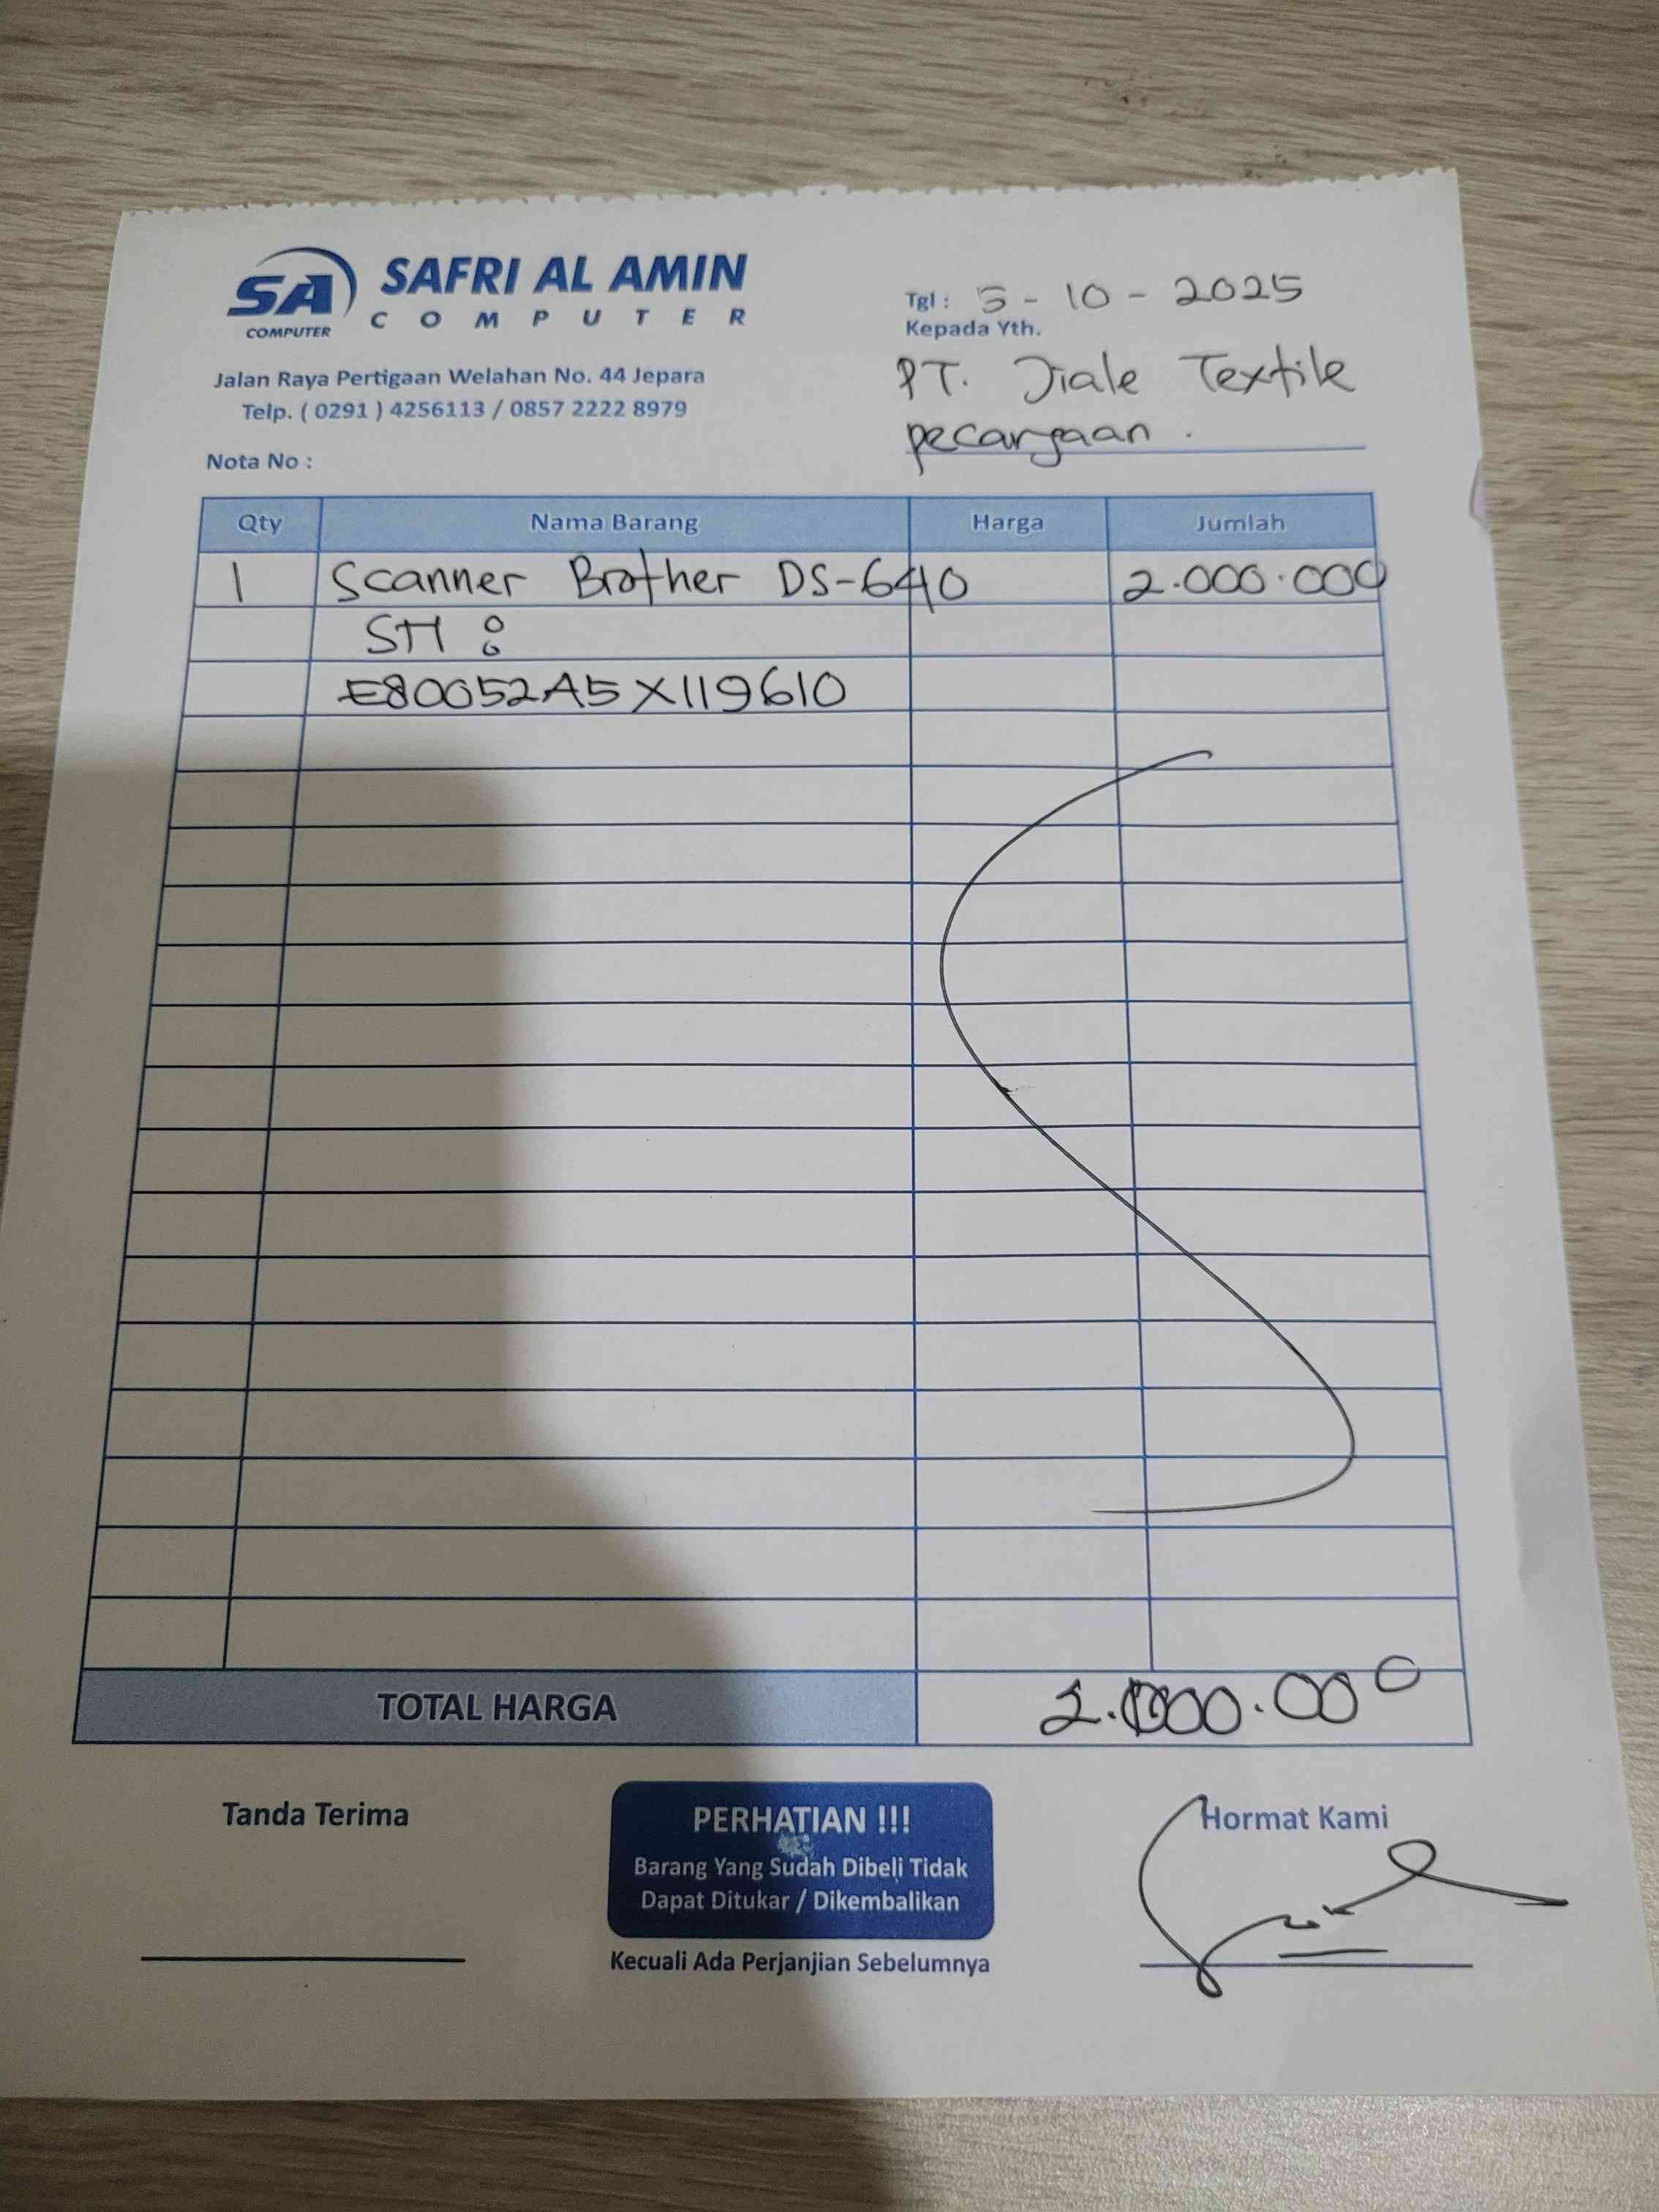 SA COMPUTER
SAFRI AL AMIN
COMPUTER
Jalan Raya Pertigaan Welahan No. 44 Jepara
Telp. ( 0291 ) 4256113 / 0857 2222 8979
Nota No :
Tgl : 5 - 10 - 2025
Kepada Yth.
PT. Jiale Textile
pecangaan .
Qty Nama Barang Harga Jumlah
1 Scanner Brother DS-640 2.000.000
SN :
E80052A5X119610
TOTAL HARGA 2.000.000
Tanda Terima
PERHATIAN !!!
Barang Yang Sudah Dibeli Tidak
Dapat Ditukar / Dikembalikan
Kecuali Ada Perjanjian Sebelumnya
Hormat Kami